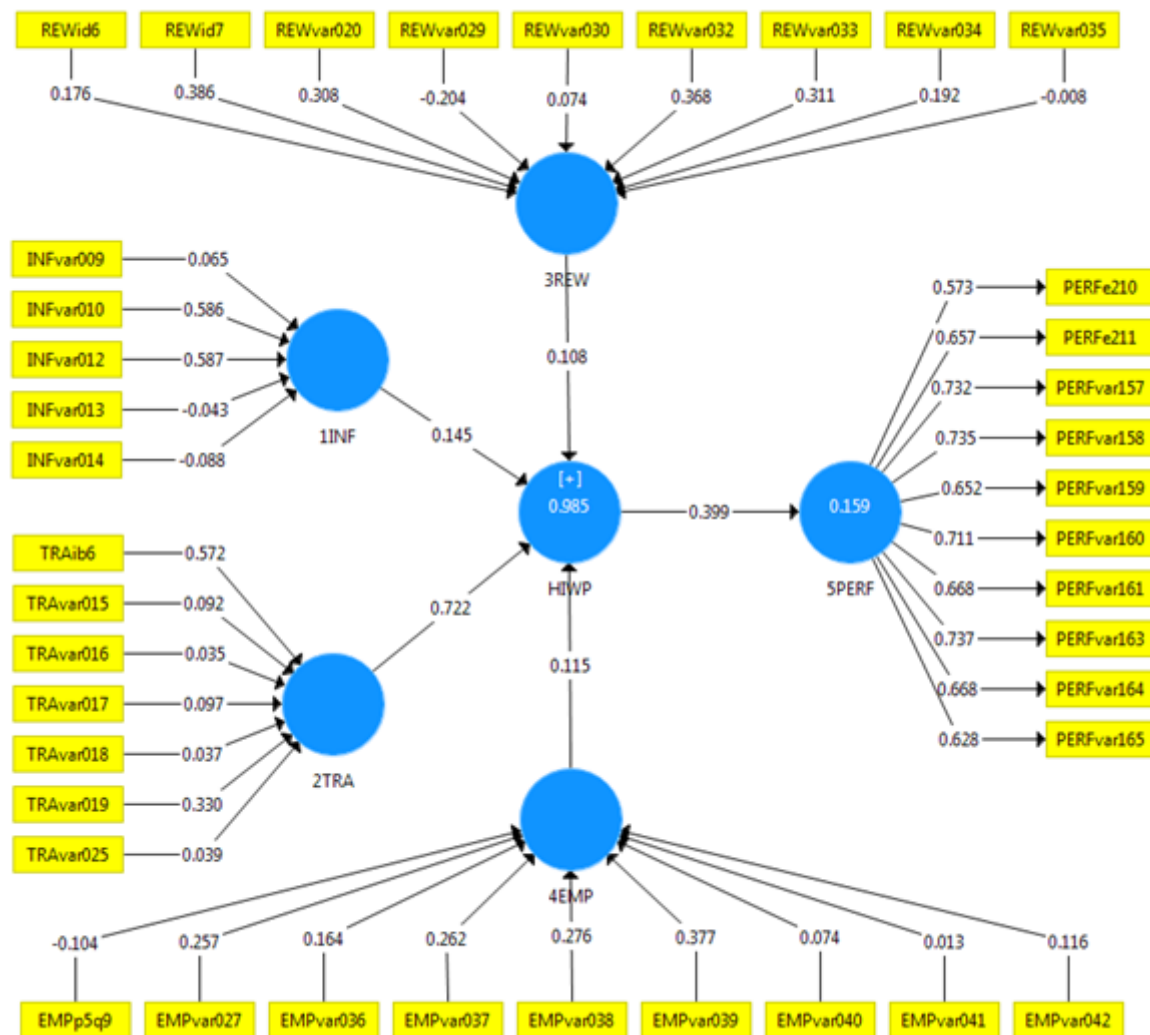 REWid6 REWid7 REWvar020 REWvar029 REWvar030 REWvar032 REWvar033 REWvar034 REWvar035
0.176 0.386 0.308 -0.204 0.074 0.368 0.311 0.192 -0.008
3REW
INFvar009 0.065
INFvar010 0.586
INFvar012 0.587
INFvar013 -0.043
INFvar014 -0.088
1INF
0.108
0.145
[+]
0.985
HIWP
0.399
0.159
5PERF
0.573 PERFe210
0.657 PERFe211
0.732 PERFvar157
0.735 PERFvar158
0.652 PERFvar159
0.711 PERFvar160
0.668 PERFvar161
0.737 PERFvar163
0.668 PERFvar164
0.628 PERFvar165
TRAib6 0.572
TRAvar015 0.092
TRAvar016 0.035
TRAvar017 0.097
TRAvar018 0.037
TRAvar019 0.330
TRAvar025 0.039
2TRA
0.722
0.115
4EMP
-0.104 0.257 0.164 0.262 0.276 0.377 0.074 0.013 0.116
EMPp5q9 EMPvar027 EMPvar036 EMPvar037 EMPvar038 EMPvar039 EMPvar040 EMPvar041 EMPvar042